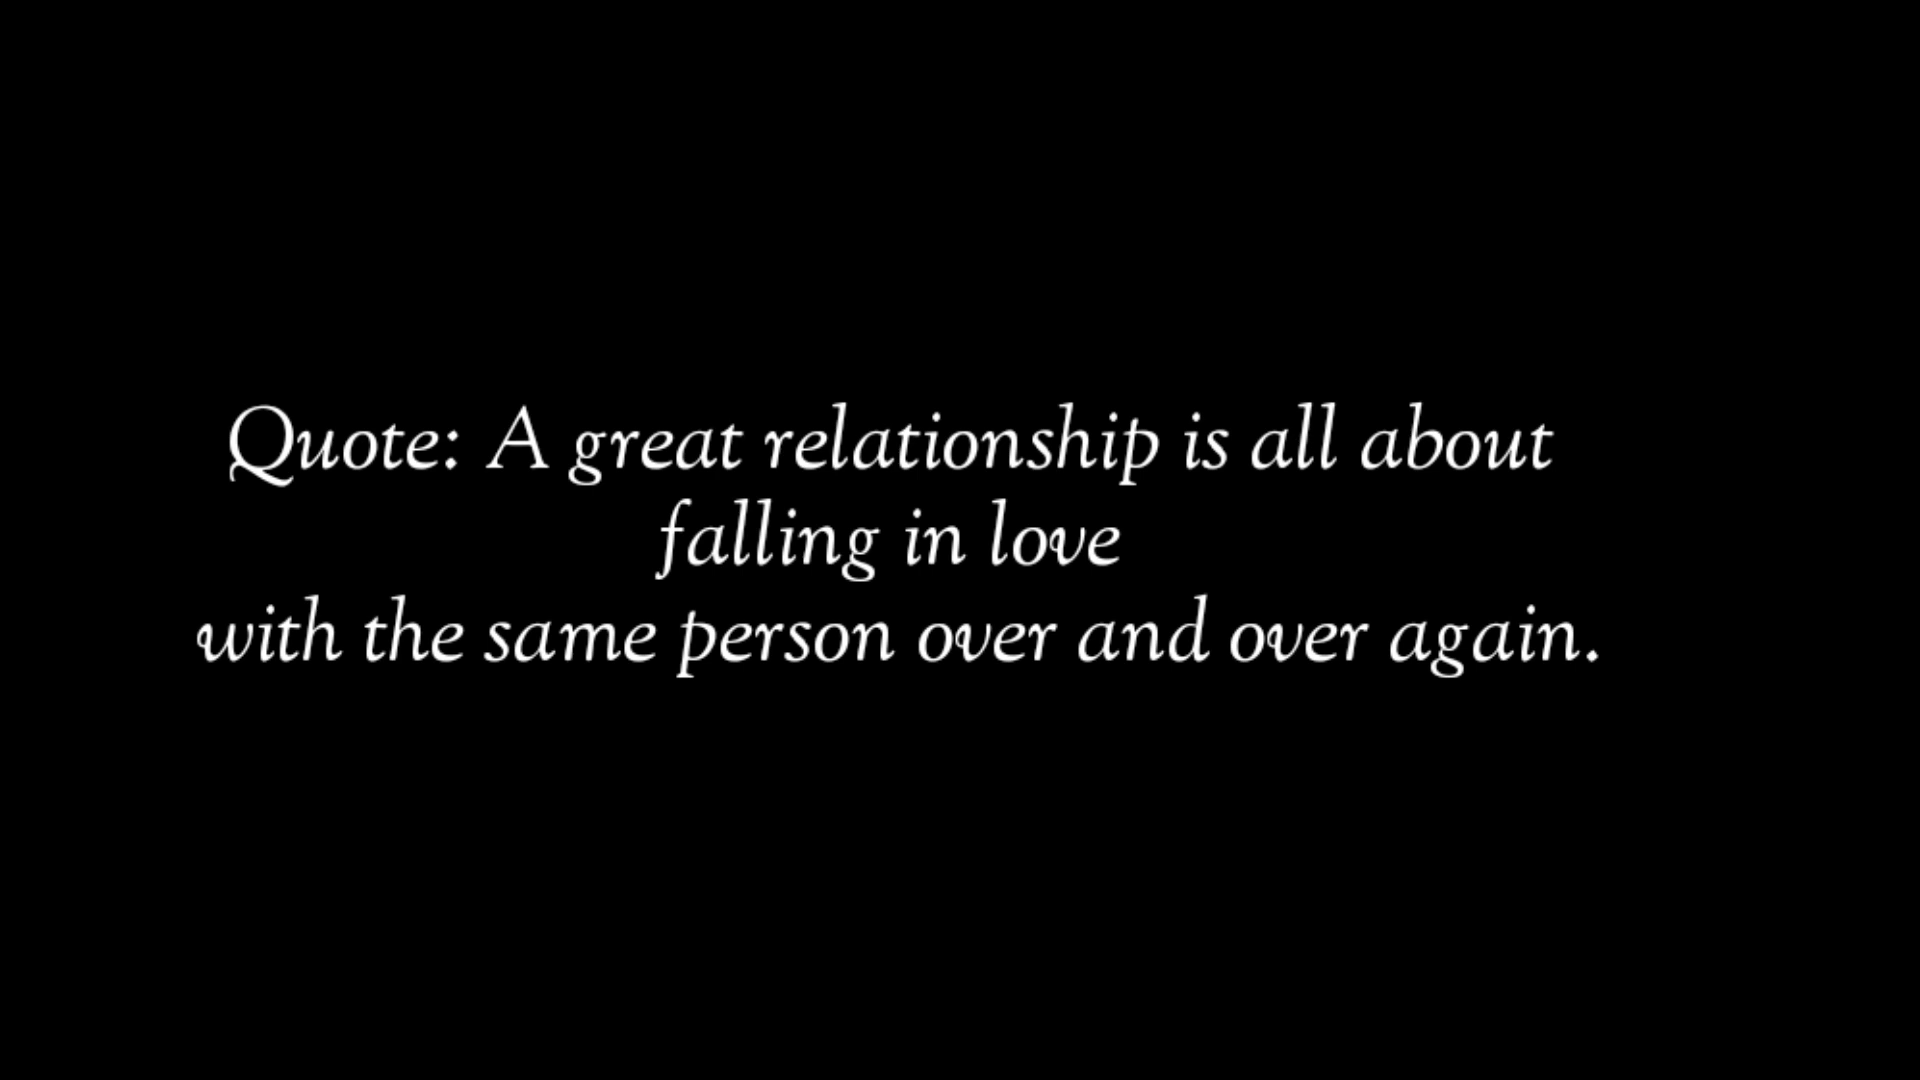 Quote: A great relationship is all about
falling in love
with the same person over and over again.